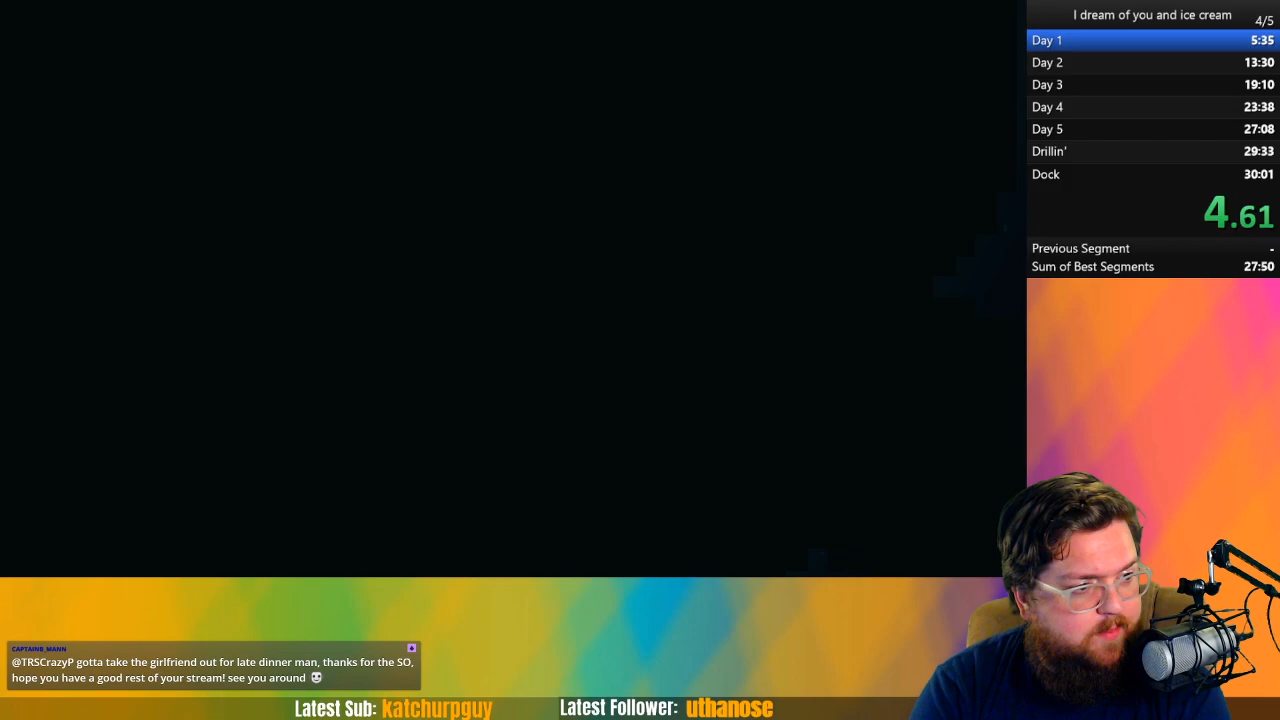 I dream of you and ice cream
4/5
Day 1 5:35
Day 2 13:30
Day 3 19:10
Day 4 23:38
Day 5 27:08
Drillin' 29:33
Dock 30:01
4.61
Previous Segment -
Sum of Best Segments 27:50
CAPTAINB_MANN
@TRSCrazyP gotta take the girlfriend out for late dinner man, thanks for the SO,
hope you have a good rest of your stream! see you around
Latest Sub: katchurpguy Latest Follower: uthanose